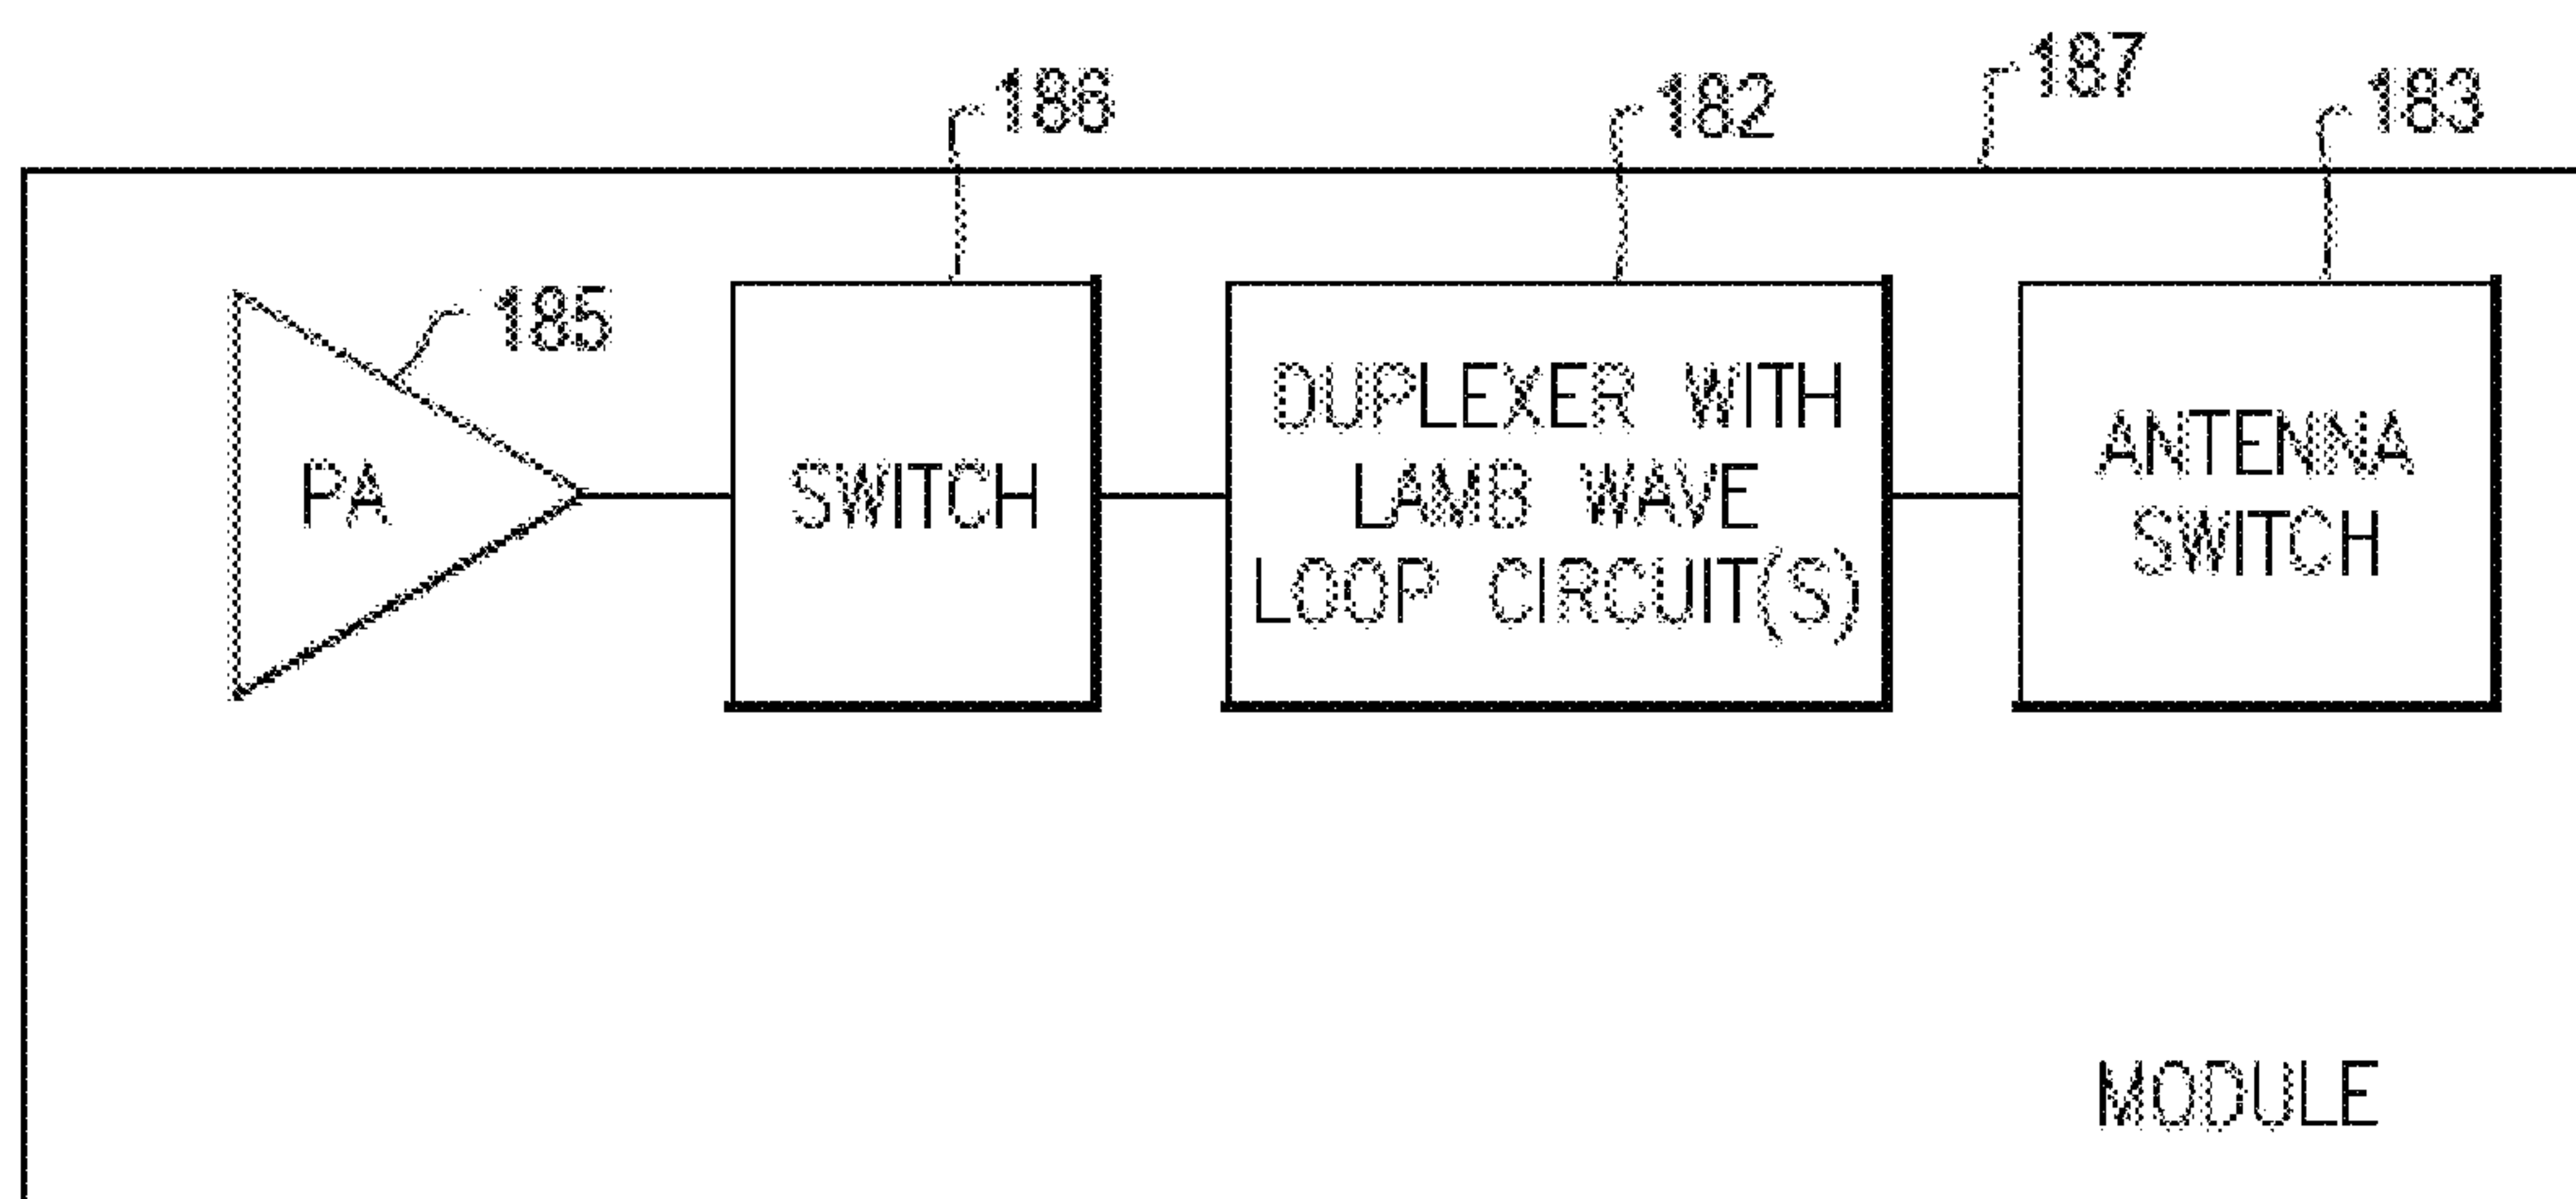 187
186
182
183
185
PA
SWITCH
DUPLEXER WITH
LAMB WAVE
LOOP CIRCUIT(S)
ANTENNA
SWITCH
MODULE